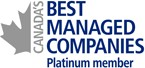 CANADA'S
BEST
MANAGED
COMPANIES
Platinum member